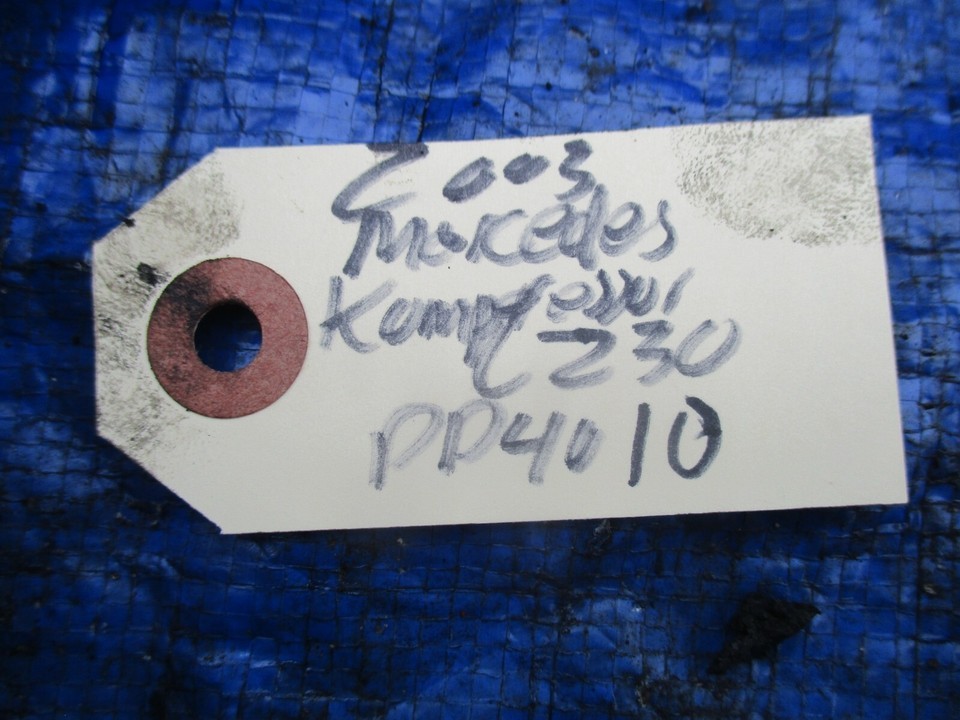 2003
Mercedes
Kompressor
C230
PP4010